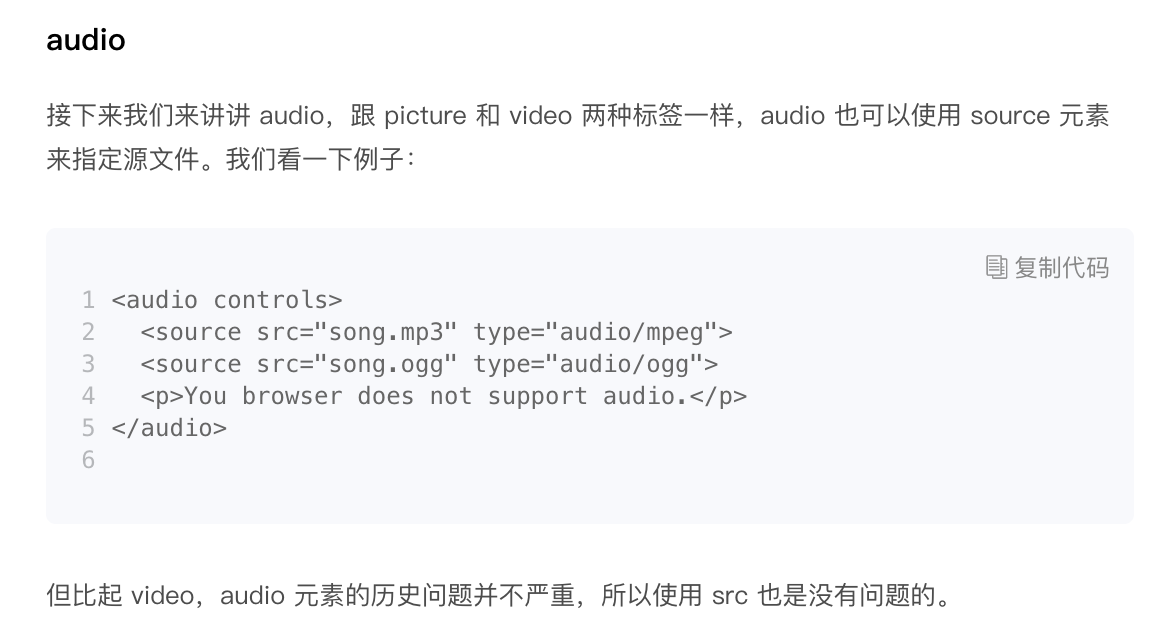 audio
接下来我们来讲讲 audio，跟 picture 和 video 两种标签一样，audio 也可以使用 source 元素
来指定源文件。我们看一下例子：
复制代码
1 <audio controls>
2   <source src="song.mp3" type="audio/mpeg">
3   <source src="song.ogg" type="audio/ogg">
4   <p>You browser does not support audio.</p>
5 </audio>
6
但比起 video，audio 元素的历史问题并不严重，所以使用 src 也是没有问题的。